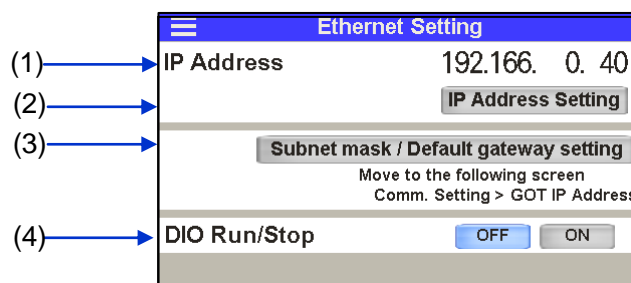 Ethernet Setting
(1) IP Address 192.166. 0. 40
(2) IP Address Setting
(3) Subnet mask / Default gateway setting
Move to the following screen
Comm. Setting > GOT IP Address
(4) DIO Run/Stop OFF ON